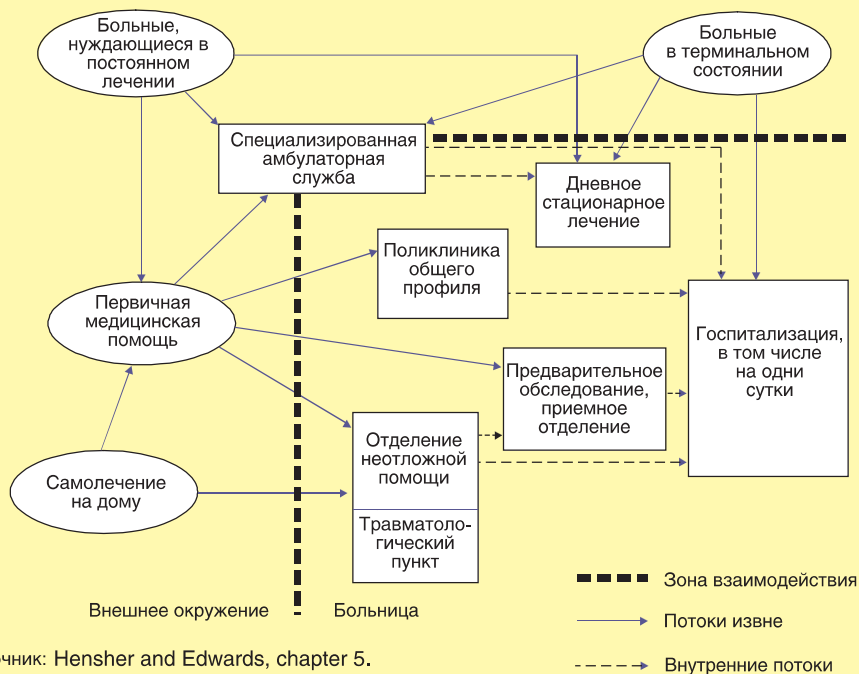 Больные,
нуждающиеся в
постоянном
лечении
Больные
в терминальном
состоянии
Специализированная
амбулаторная
служба
Дневное
стационарное
лечение
Поликлиника
общего
профиля
Первичная
медицинская
помощь
Госпитализация,
в том числе
на одни
сутки
Предварительное
обследование,
приемное
отделение
Отделение
неотложной
помощи
Самолечение
на дому
Травматоло-
гический
пункт
Зона взаимодействия
Внешнее окружение
Больница
Потоки извне
чник: Hensher and Edwards, chapter 5.
Внутренние потоки